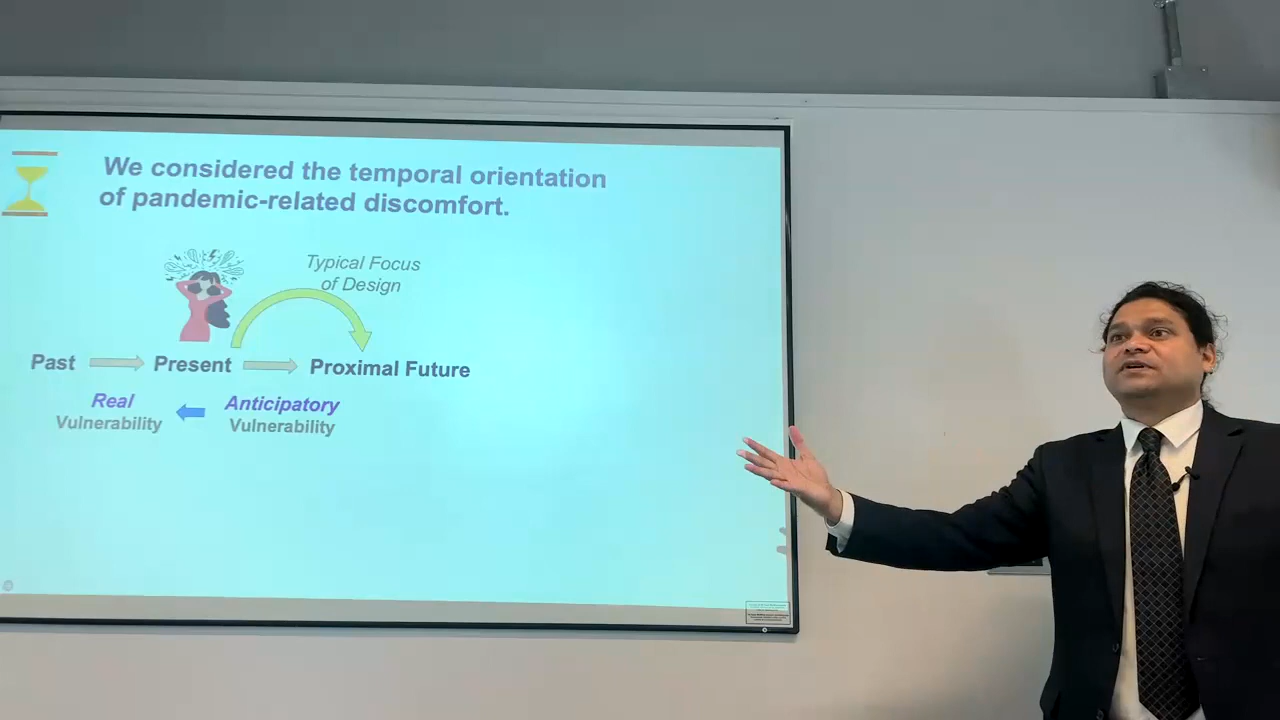 We considered the temporal orientation
of pandemic-related discomfort.
Typical Focus
of Design
Past
Present
Proximal Future
Real
Vulnerability
Anticipatory
Vulnerability